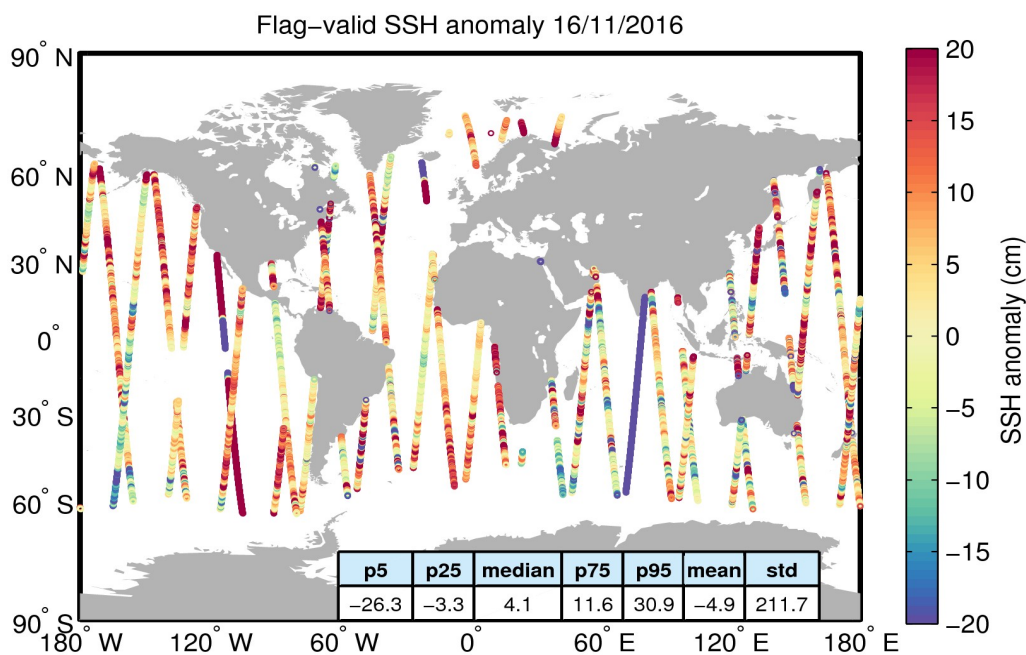 Flag−valid SSH anomaly 16/11/2016
90° N
60° N
30° N
0°
30° S
60° S
90° S
180° W
120° W
60° W
0°
60° E
120° E
180° E
p5 p25 median p75 p95 mean std
−26.3 −3.3 4.1 11.6 30.9 −4.9 211.7
20
15
10
5
0
−5
−10
−15
−20
SSH anomaly (cm)